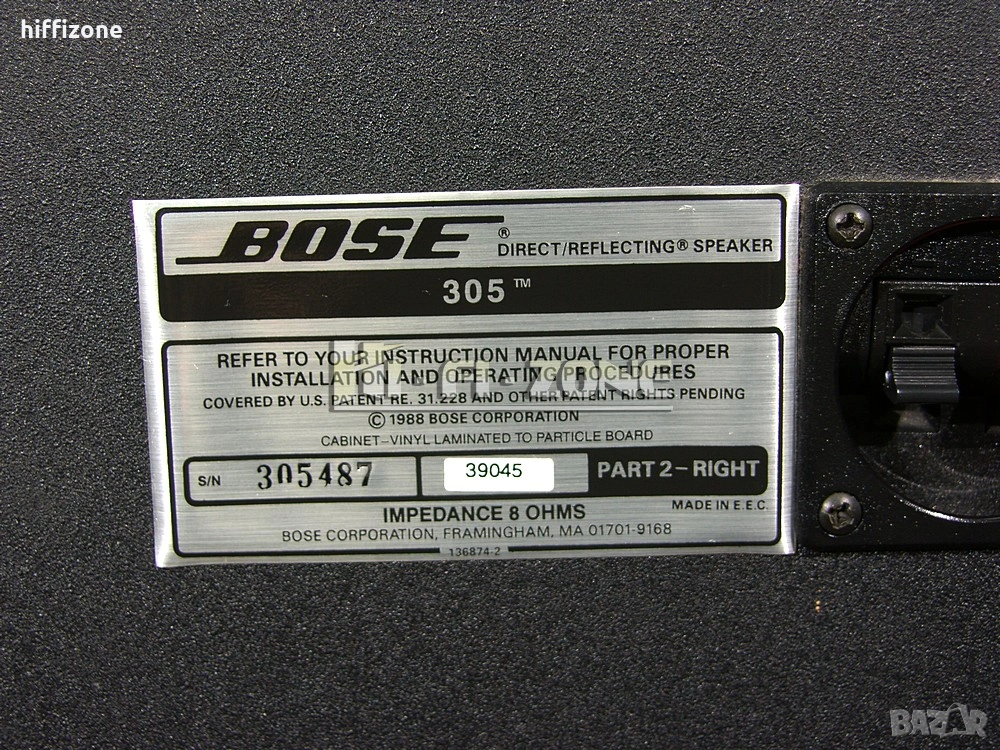 hiffizone
BOSE® DIRECT/REFLECTING® SPEAKER
305™
REFER TO YOUR INSTRUCTION MANUAL FOR PROPER
INSTALLATION AND OPERATING PROCEDURES
COVERED BY U.S. PATENT RE. 31,228 AND OTHER PATENT RIGHTS PENDING
© 1988 BOSE CORPORATION
CABINET-VINYL LAMINATED TO PARTICLE BOARD
S/N 305487 39045 PART 2-RIGHT
MADE IN E.E.C.
IMPEDANCE 8 OHMS
BOSE CORPORATION, FRAMINGHAM, MA 01701-9168
136874-2
BAZAR